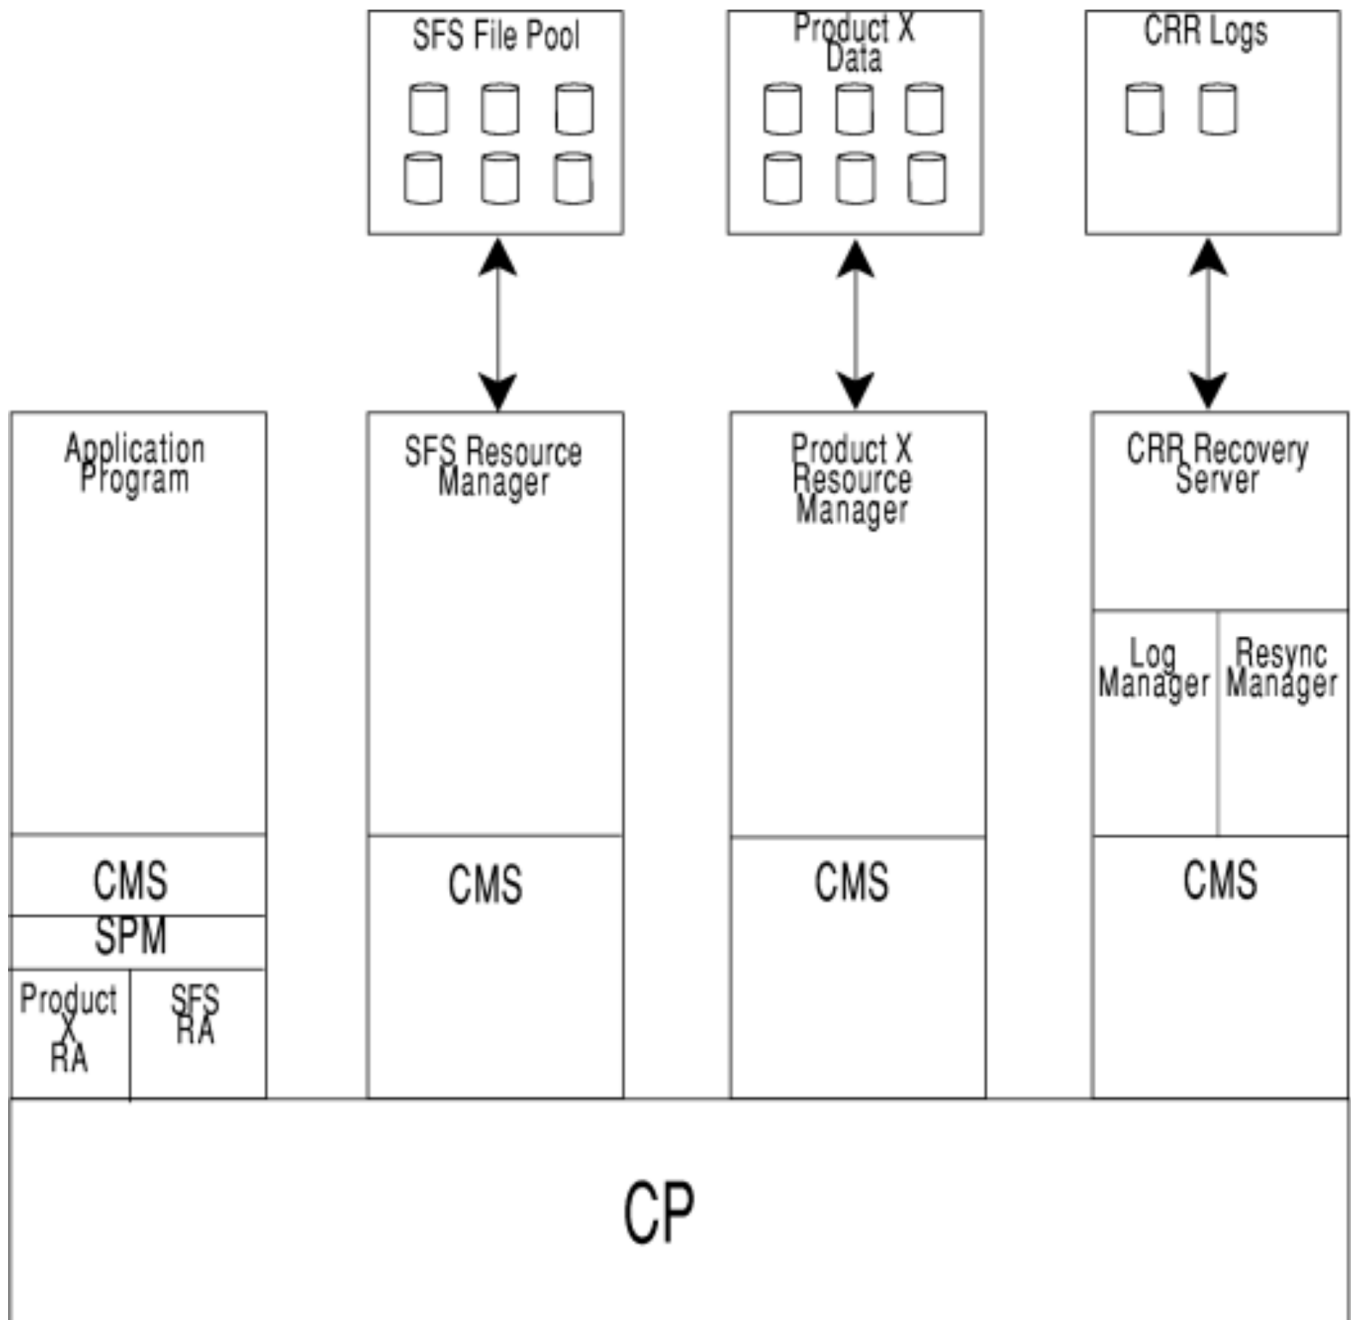 SFS File Pool
Product X
Data
CRR Logs
Application
Program
SFS Resource
Manager
Product X
Resource
Manager
CRR Recovery
Server
Log
Manager
Resync
Manager
CMS
SPM
Product
X
RA
SFS
RA
CMS
CMS
CMS
CP